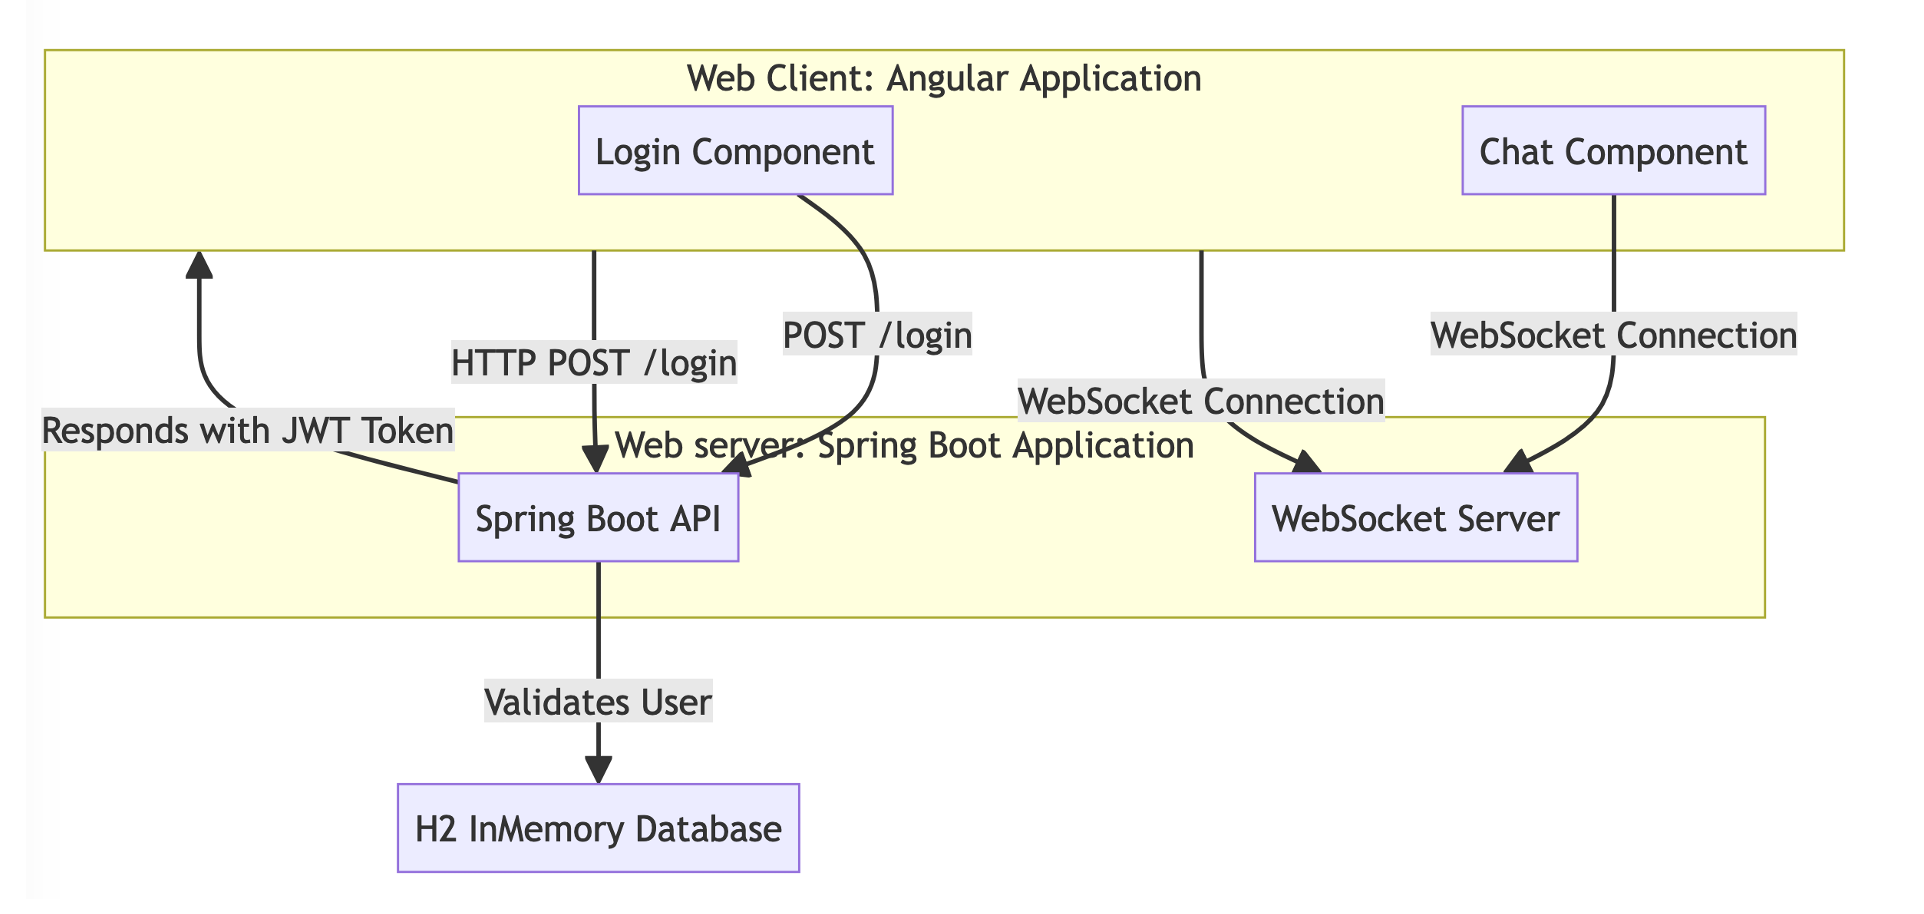 Web Client: Angular Application
Login Component
Chat Component
POST /login
WebSocket Connection
HTTP POST /login
WebSocket Connection
Responds with JWT Token
Web server: Spring Boot Application
Spring Boot API
WebSocket Server
Validates User
H2 InMemory Database